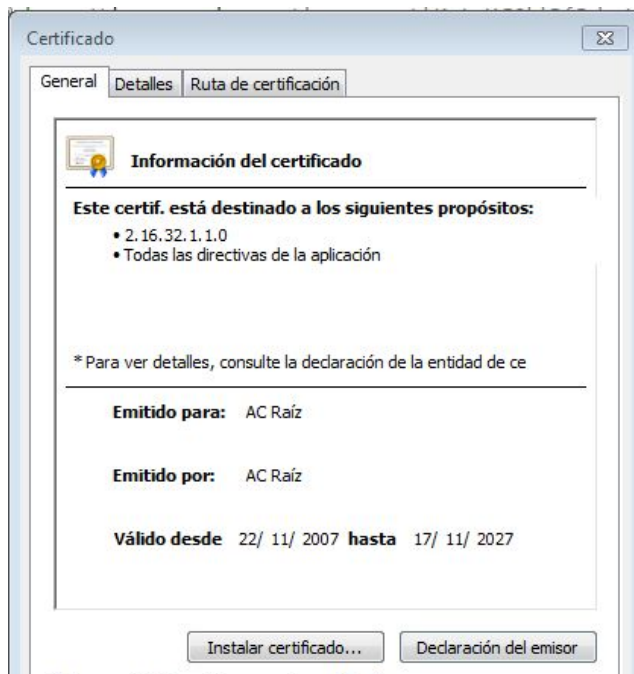 Certificado
General Detalles Ruta de certificación
Información del certificado
Este certif. está destinado a los siguientes propósitos:
• 2.16.32.1.1.0
• Todas las directivas de la aplicación
* Para ver detalles, consulte la declaración de la entidad de ce
Emitido para: AC Raíz
Emitido por: AC Raíz
Válido desde 22/ 11/ 2007 hasta 17/ 11/ 2027
Instalar certificado... Declaración del emisor